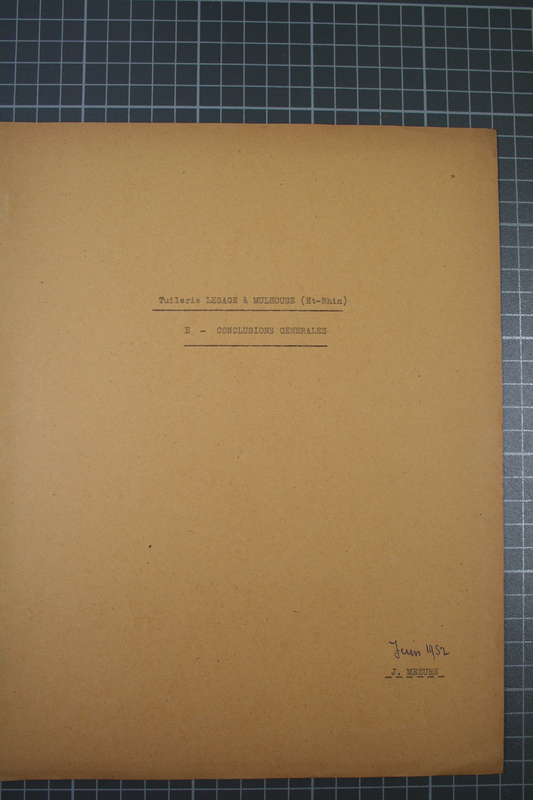 Tuilerie LESAGE à MULHOUSE (Ht-Rhin)
E - CONCLUSIONS GENERALES
Juin 1952
J. MESURE